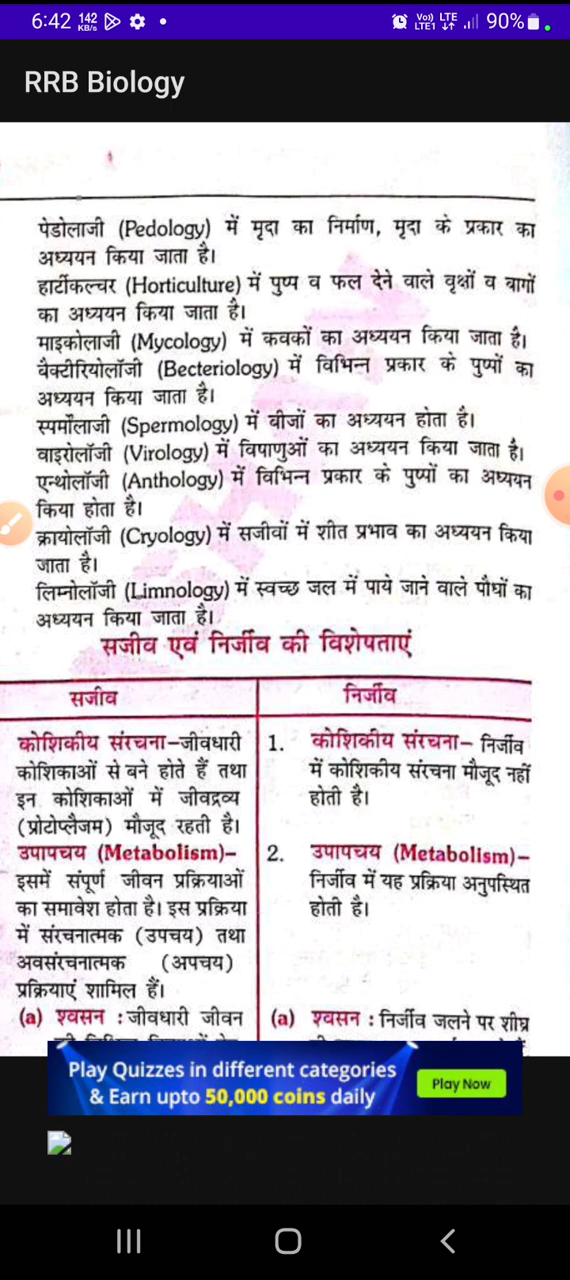 6:42 142 KB/s
Vo)) LTE LTE1 90%
RRB Biology
पेडोलाजी (Pedology) में मृदा का निर्माण, मृदा के प्रकार का
अध्ययन किया जाता है।
हार्टीकल्चर (Horticulture) में पुष्प व फल देने वाले वृक्षों व बागों
का अध्ययन किया जाता है।
माइकोलाजी (Mycology) में कवकों का अध्ययन किया जाता है।
बैक्टीरियोलॉजी (Becteriology) में विभिन्न प्रकार के पुष्पों का
अध्ययन किया जाता है।
स्पर्मोलाजी (Spermology) में बीजों का अध्ययन होता है।
वाइरोलॉजी (Virology) में विषाणुओं का अध्ययन किया जाता है।
एन्थोलॉजी (Anthology) में विभिन्न प्रकार के पुष्पों का अध्ययन
किया होता है।
क्रायोलॉजी (Cryology) में सजीवों में शीत प्रभाव का अध्ययन किया
जाता है।
लिम्नोलॉजी (Limnology) में स्वच्छ जल में पाये जाने वाले पौधों का
अध्ययन किया जाता है।
सजीव एवं निर्जीव की विशेषताएं
सजीव
कोशिकीय संरचना–जीवधारी
कोशिकाओं से बने होते हैं तथा
इन कोशिकाओं में जीवद्रव्य
(प्रोटोप्लैजम) मौजूद रहती है।
उपापचय (Metabolism)–
इसमें संपूर्ण जीवन प्रक्रियाओं
का समावेश होता है। इस प्रक्रिया
में संरचनात्मक (उपचय) तथा
अवसंरचनात्मक (अपचय)
प्रक्रियाएं शामिल हैं।
(a) श्वसन : जीवधारी जीवन
निर्जीव
1. कोशिकीय संरचना– निर्जीव
में कोशिकीय संरचना मौजूद नहीं
होती है।
2. उपापचय (Metabolism)–
निर्जीव में यह प्रक्रिया अनुपस्थित
होती है।
(a) श्वसन : निर्जीव जलने पर शीघ्र
Play Quizzes in different categories
& Earn upto 50,000 coins daily
Play Now